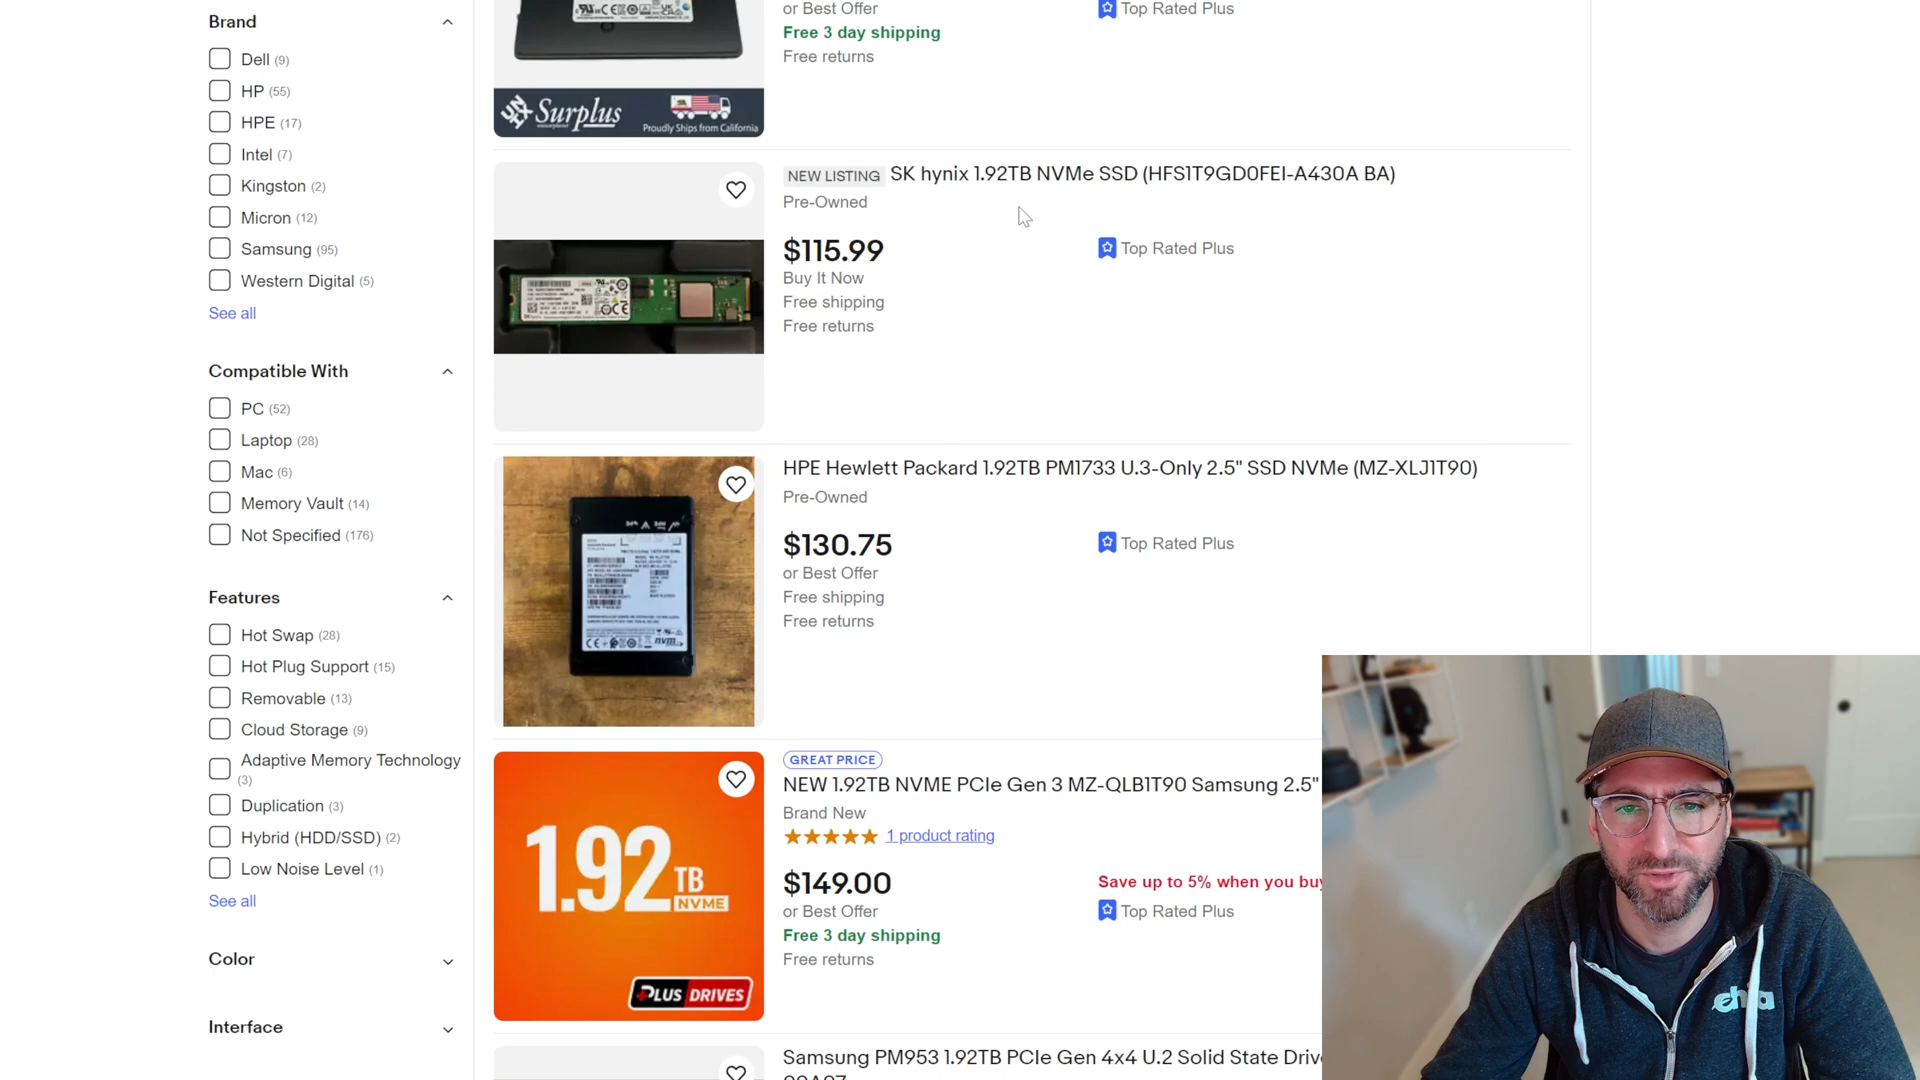 Brand
Dell (9)
HP (55)
HPE (17)
Intel (7)
Kingston (2)
Micron (12)
Samsung (95)
Western Digital (5)
See all
Compatible With
PC (52)
Laptop (28)
Mac (6)
Memory Vault (14)
Not Specified (176)
Features
Hot Swap (28)
Hot Plug Support (15)
Removable (13)
Cloud Storage (9)
Adaptive Memory Technology
(3)
Duplication (3)
Hybrid (HDD/SSD) (2)
Low Noise Level (1)
See all
Color
Interface
or Best Offer
Top Rated Plus
Free 3 day shipping
Free returns
UNIX Surplus
Proudly Ships from California
NEW LISTING SK hynix 1.92TB NVMe SSD (HFS1T9GD0FEI-A430A BA)
Pre-Owned
$115.99
Top Rated Plus
Buy It Now
Free shipping
Free returns
HPE Hewlett Packard 1.92TB PM1733 U.3-Only 2.5" SSD NVMe (MZ-XLJ1T90)
Pre-Owned
$130.75
Top Rated Plus
or Best Offer
Free shipping
Free returns
nvm
GREAT PRICE
NEW 1.92TB NVME PCIe Gen 3 MZ-QLB1T90 Samsung 2.5"
Brand New
1 product rating
$149.00
Save up to 5% when you buy
or Best Offer
Top Rated Plus
Free 3 day shipping
Free returns
1.92 TB
NVME
PLUS DRIVES
Samsung PM953 1.92TB PCIe Gen 4x4 U.2 Solid State Drive
chia